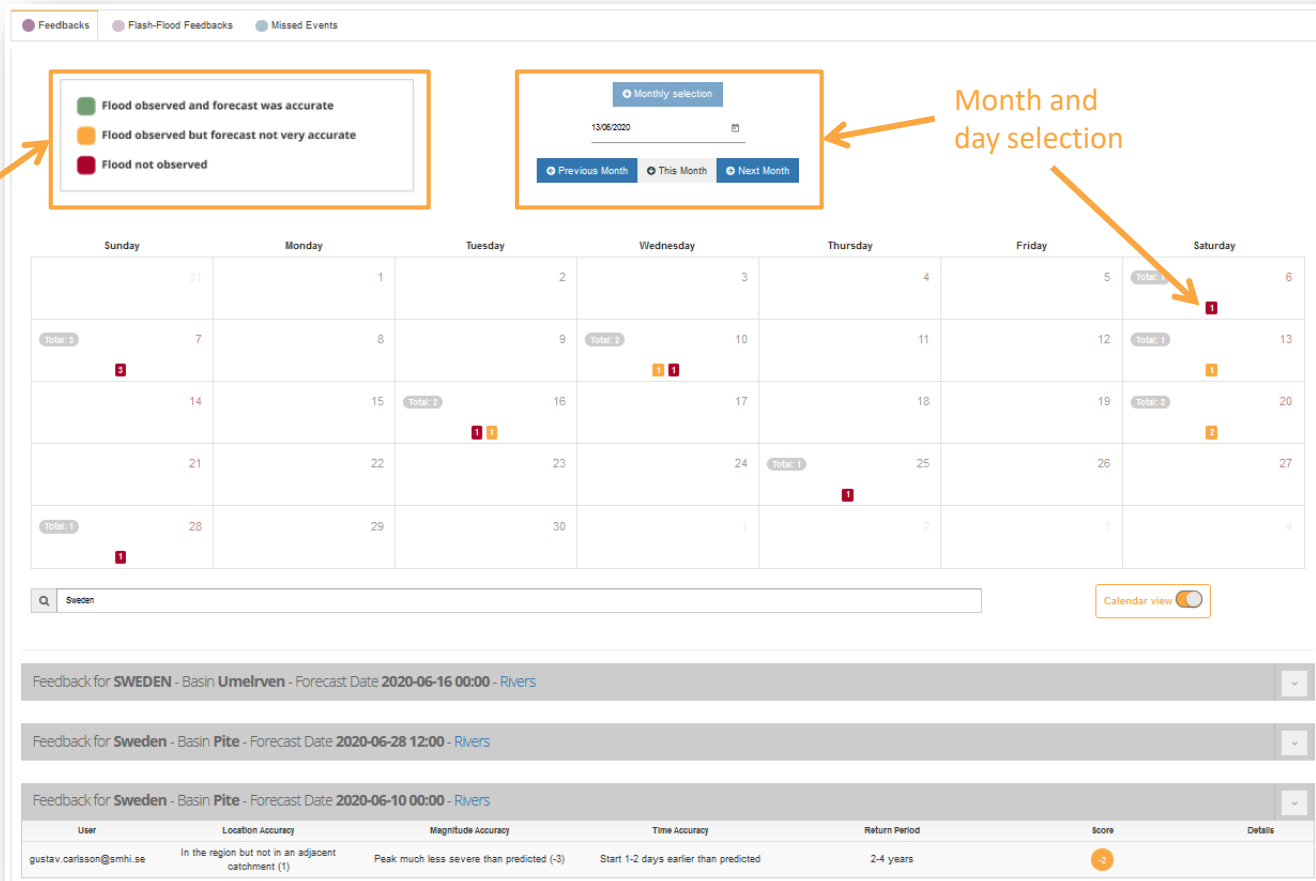 Feedbacks Flash-Flood Feedbacks Missed Events
Flood observed and forecast was accurate
Flood observed but forecast not very accurate
Flood not observed
Monthly selection
13/06/2020
Previous Month This Month Next Month
Month and
day selection
Sunday Monday Tuesday Wednesday Thursday Friday Saturday
31 1 2 3 4 5 Total: 1 6
1
Total: 3 7 8 9 Total: 2 10 11 12 Total: 1 13
3 1 1 1
14 15 Total: 2 16 17 18 19 Total: 2 20
1 1 2
21 22 23 24 Total: 1 25 26 27
1
Total: 1 28 29 30 1 2 3 4
1
Sweden
Calendar view
Feedback for SWEDEN - Basin Umelrven - Forecast Date 2020-06-16 00:00 - Rivers
Feedback for Sweden - Basin Pite - Forecast Date 2020-06-28 12:00 - Rivers
Feedback for Sweden - Basin Pite - Forecast Date 2020-06-10 00:00 - Rivers
User Location Accuracy Magnitude Accuracy Time Accuracy Return Period Score Details
gustav.carlsson@smhi.se In the region but not in an adjacent catchment (1) Peak much less severe than predicted (-3) Start 1-2 days earlier than predicted 2-4 years -2